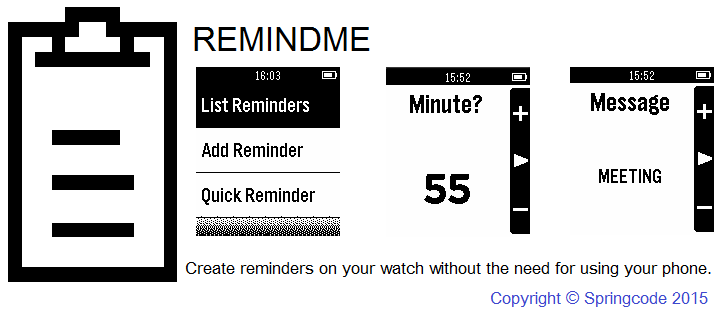 REMINDME
16:03
List Reminders
Add Reminder
Quick Reminder
15:52
Minute?
55
15:52
Message
MEETING
Create reminders on your watch without the need for using your phone.
Copyright © Springcode 2015